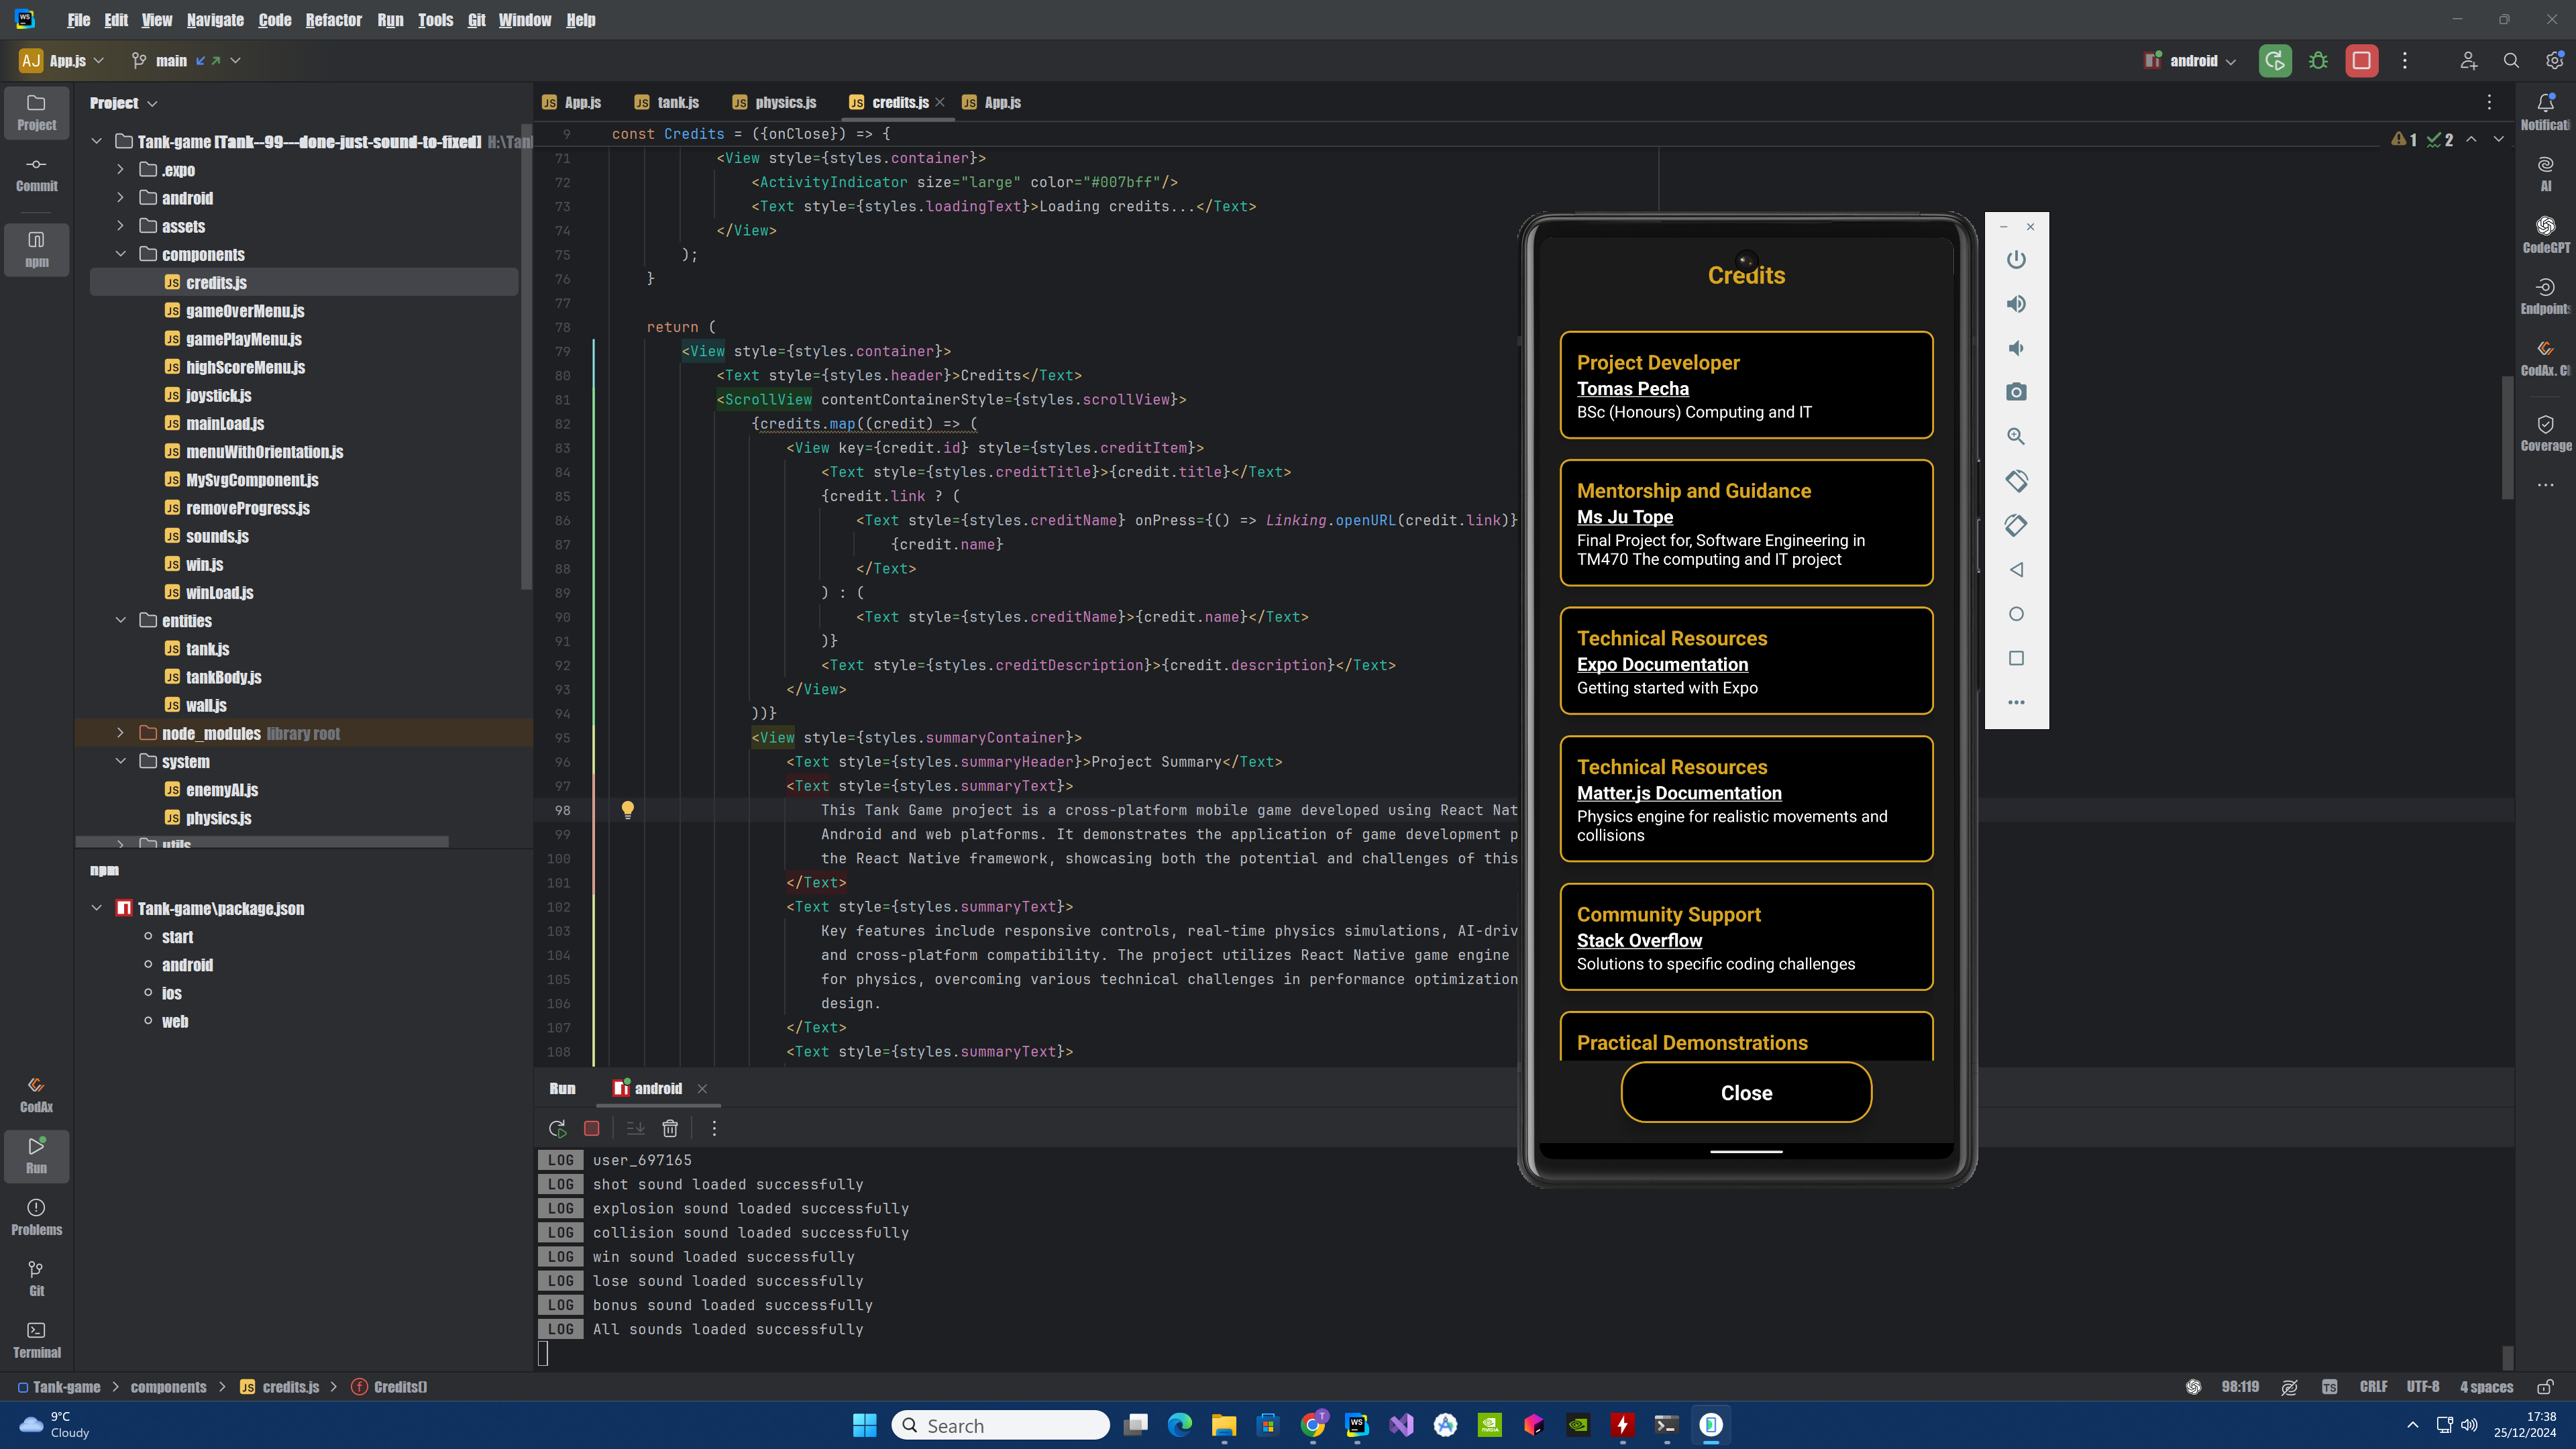 File Edit View Navigate Code Refactor Run Tools Git Window Help
AJ App.js main android
Project
App.js tank.js physics.js credits.js App.js
Notificati
AI
CodeGPT
Endpoints
CodAx. C
Coverage
Project
Commit
npm
Tank-game [Tank--99---done-just-sound-to-fixed] H:\Tan
.expo
android
assets
components
credits.js
gameOverMenu.js
gamePlayMenu.js
highScoreMenu.js
joystick.js
mainLoad.js
menuWithOrientation.js
MySvgComponent.js
removeProgress.js
sounds.js
win.js
winLoad.js
entities
tank.js
tankBody.js
wall.js
node_modules library root
system
enemyAI.js
physics.js
utils
npm
Tank-game\package.json
start
android
ios
web
CodAx
Run
Problems
Git
Terminal
1 2
9 const Credits = ({onClose}) => {
71 <View style={styles.container}>
72 <ActivityIndicator size="large" color="#007bff"/>
73 <Text style={styles.loadingText}>Loading credits...</Text>
74 </View>
75 );
76 }
77
78 return (
79 <View style={styles.container}>
80 <Text style={styles.header}>Credits</Text>
81 <ScrollView contentContainerStyle={styles.scrollView}>
82 {credits.map((credit) => (
83 <View key={credit.id} style={styles.creditItem}>
84 <Text style={styles.creditTitle}>{credit.title}</Text>
85 {credit.link ? (
86 <Text style={styles.creditName} onPress={() => Linking.openURL(credit.link)}
87 {credit.name}
88 </Text>
89 ) : (
90 <Text style={styles.creditName}>{credit.name}</Text>
91 )}
92 <Text style={styles.creditDescription}>{credit.description}</Text>
93 </View>
94 ))}
95 <View style={styles.summaryContainer}>
96 <Text style={styles.summaryHeader}>Project Summary</Text>
97 <Text style={styles.summaryText}>
98 This Tank Game project is a cross-platform mobile game developed using React Nat
99 Android and web platforms. It demonstrates the application of game development p
100 the React Native framework, showcasing both the potential and challenges of this
101 </Text>
102 <Text style={styles.summaryText}>
103 Key features include responsive controls, real-time physics simulations, AI-driv
104 and cross-platform compatibility. The project utilizes React Native game engine
105 for physics, overcoming various technical challenges in performance optimization
106 design.
107 </Text>
108 <Text style={styles.summaryText}>
Credits
Project Developer
Tomas Pecha
BSc (Honours) Computing and IT
Mentorship and Guidance
Ms Ju Tope
Final Project for, Software Engineering in
TM470 The computing and IT project
Technical Resources
Expo Documentation
Getting started with Expo
Technical Resources
Matter.js Documentation
Physics engine for realistic movements and
collisions
Community Support
Stack Overflow
Solutions to specific coding challenges
Practical Demonstrations
Close
Run android
LOG user_697165
LOG shot sound loaded successfully
LOG explosion sound loaded successfully
LOG collision sound loaded successfully
LOG win sound loaded successfully
LOG lose sound loaded successfully
LOG bonus sound loaded successfully
LOG All sounds loaded successfully
Tank-game components credits.js Credits()
98:119 CRLF UTF-8 4 spaces
9°C
Cloudy
Search
17:38
25/12/2024